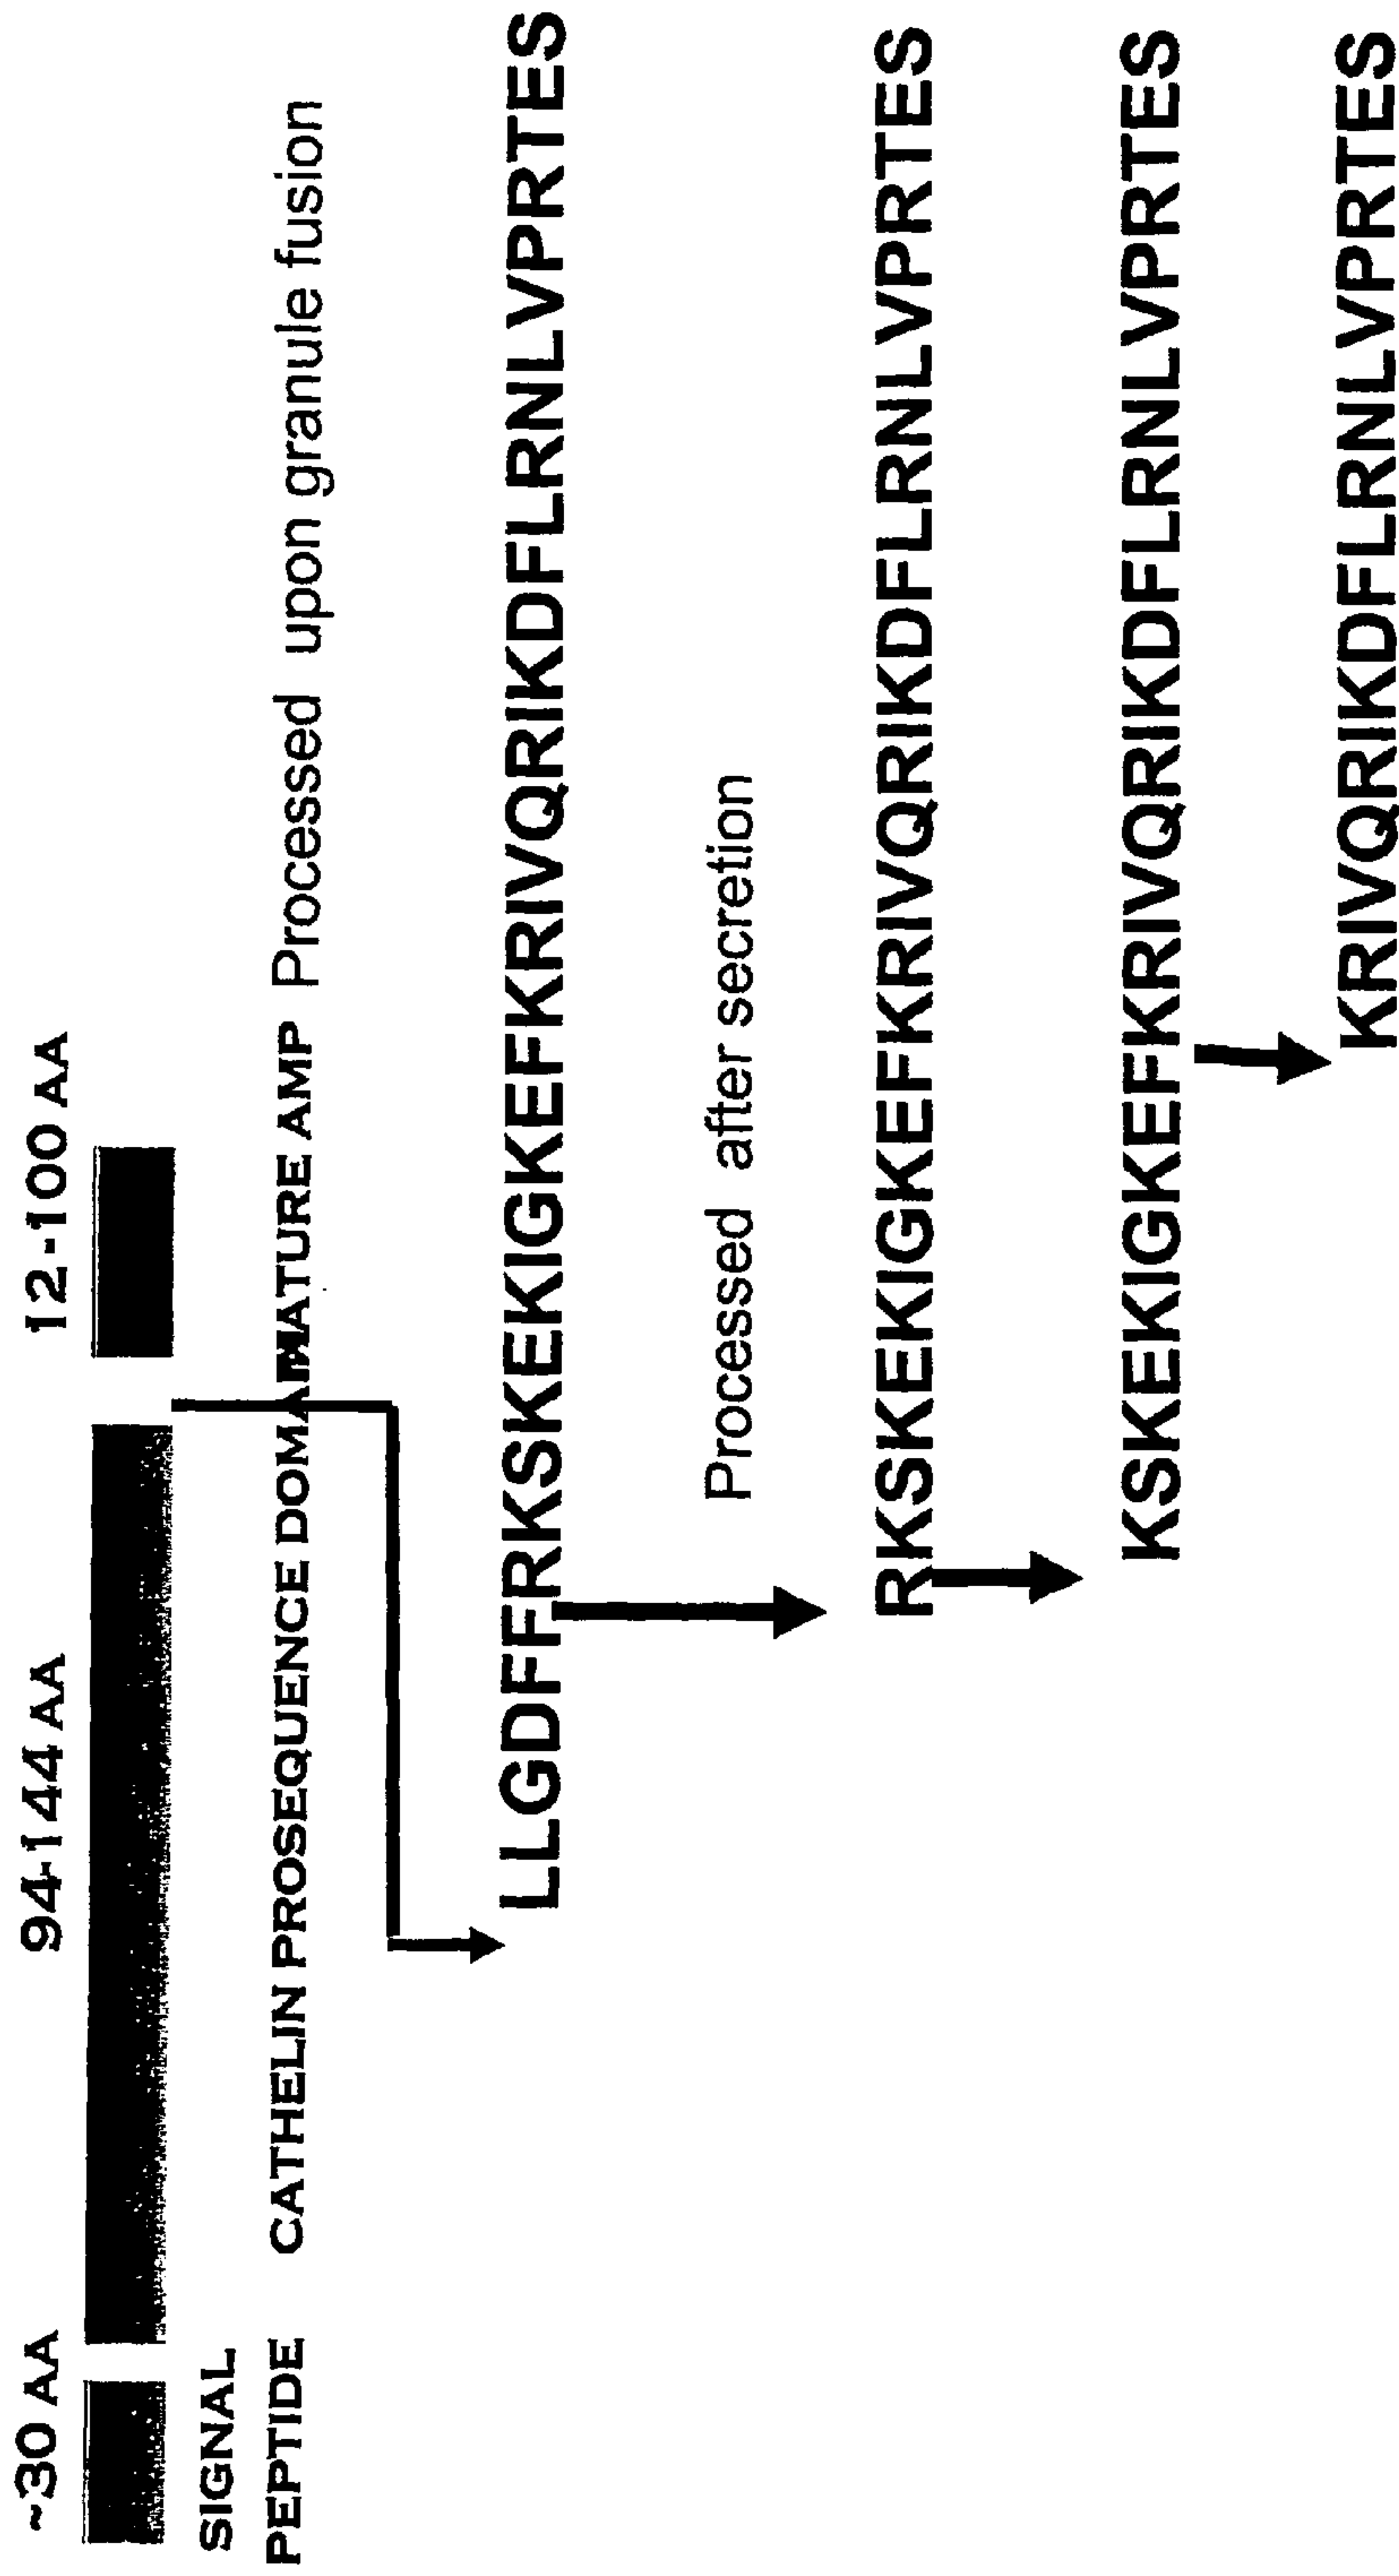 ~30 AA 94-144 AA 12-100 AA
SIGNAL
PEPTIDE CATHELIN PROSEQUENCE DOMAIN MATURE AMP Processed upon granule fusion
LLGDFFRKSKEKIGKEFKRIVQRIKDFLRNLVPRTES
Processed after secretion
RKSKEKIGKEFKRIVQRIKDFLRNLVPRTES
KSKEKIGKEFKRIVQRIKDFLRNLVPRTES
KRIVQRIKDFLRNLVPRTES